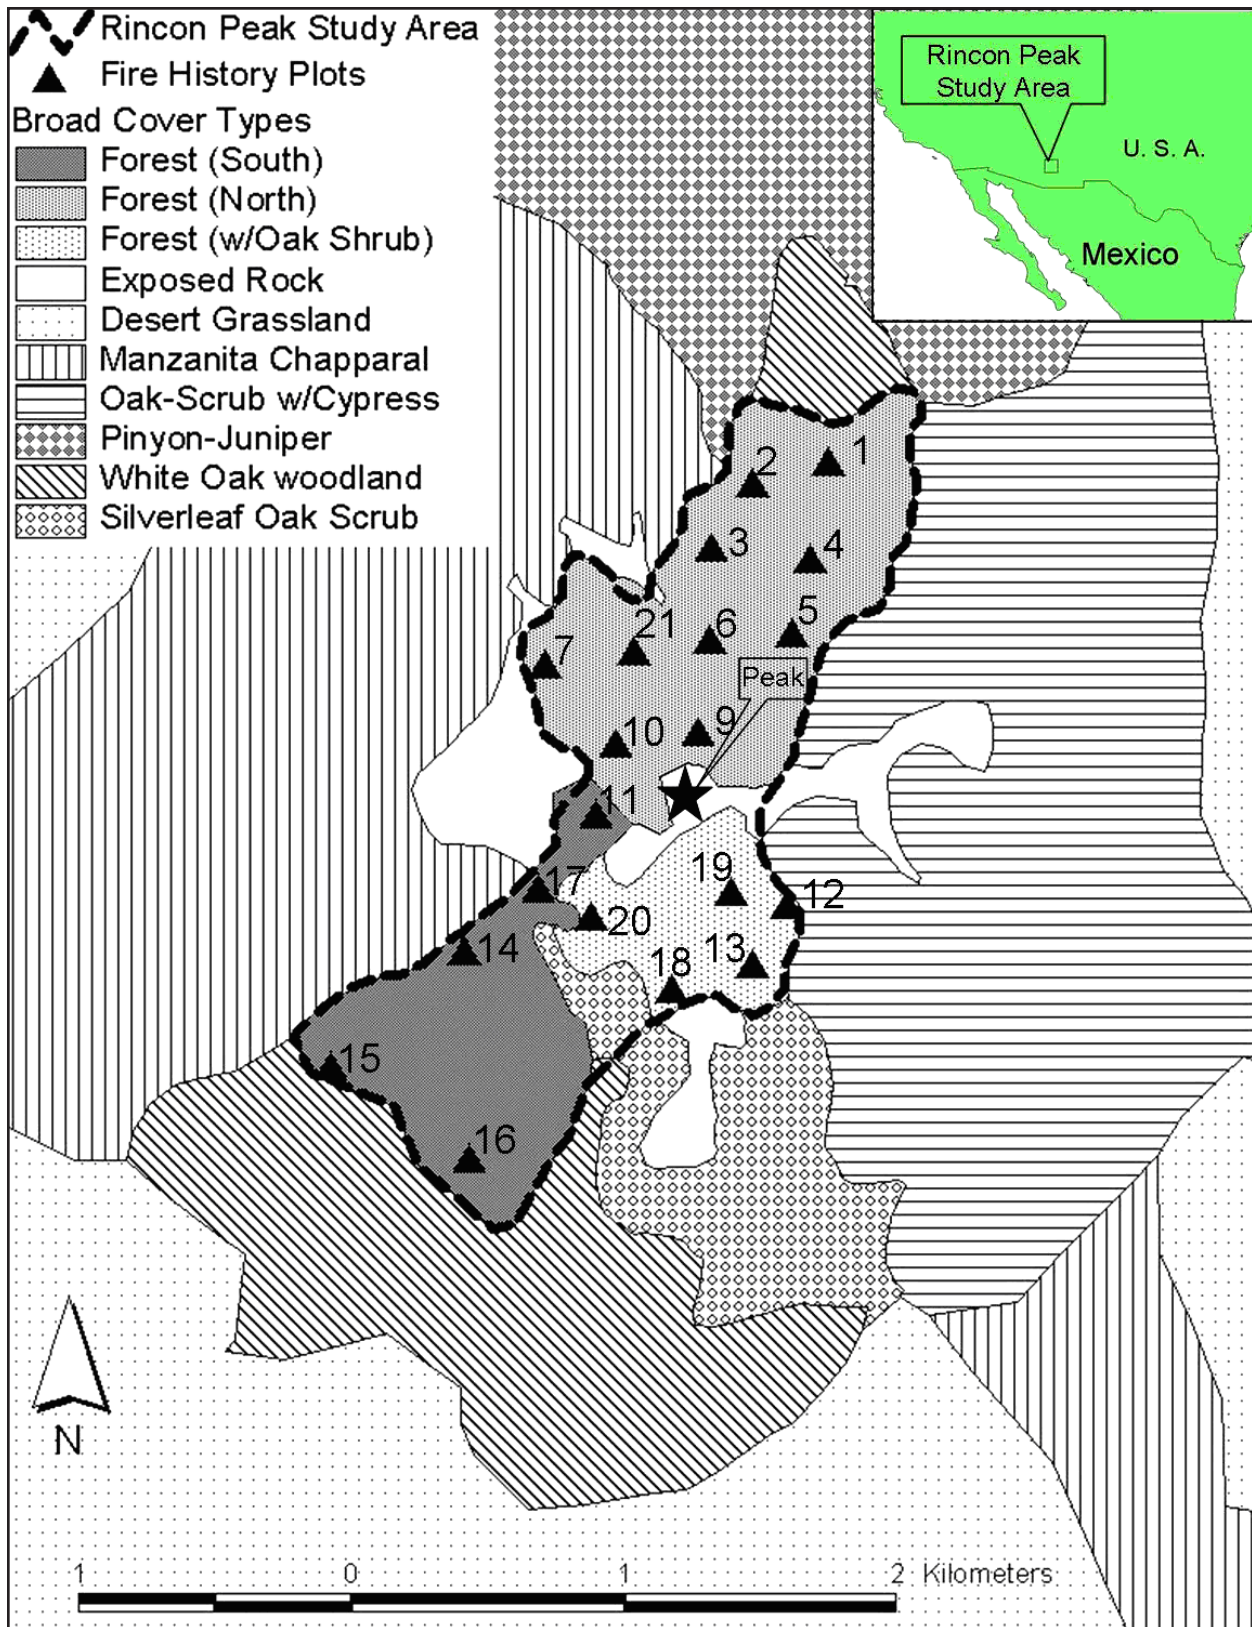 Rincon Peak Study Area
Fire History Plots
Broad Cover Types
Forest (South)
Forest (North)
Forest (w/Oak Shrub)
Exposed Rock
Desert Grassland
Manzanita Chapparal
Oak-Scrub w/Cypress
Pinyon-Juniper
White Oak woodland
Silverleaf Oak Scrub
Rincon Peak
Study Area
U. S. A.
Mexico
1
2
3
4
5
6
21
7
Peak
9
10
11
19
12
17
20
14
13
18
15
16
N
1 0 1 2 Kilometers